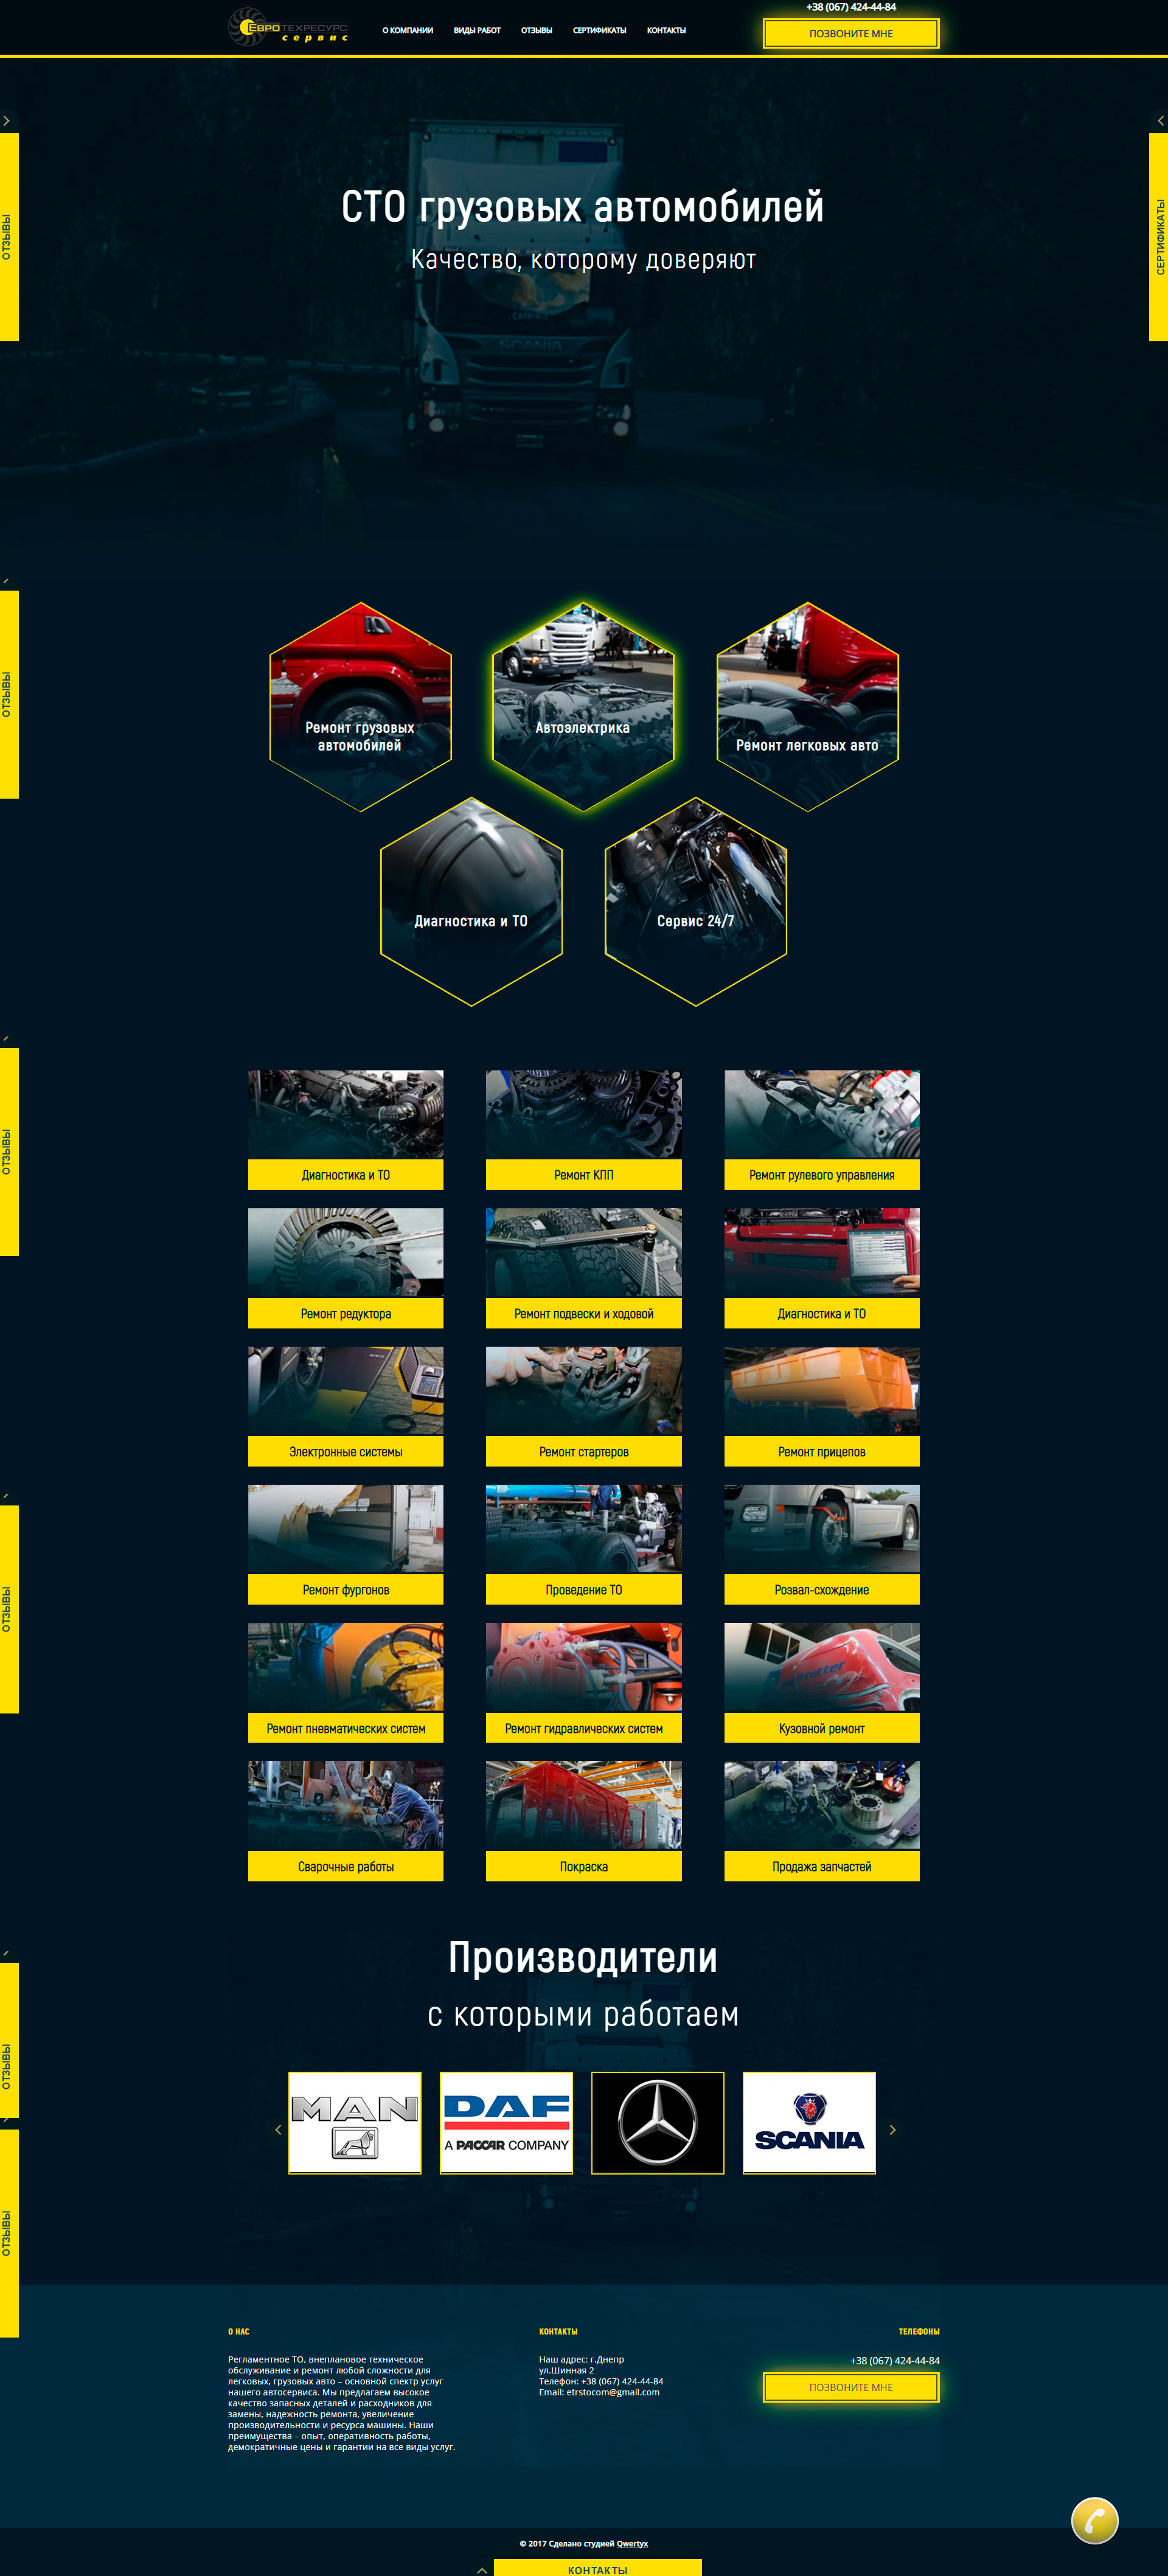 +38 (067) 424-44-84
ЕВРОТЕХРЕСУРС
сервис
О КОМПАНИИ
ВИДЫ РАБОТ
ОТЗЫВЫ
СЕРТИФИКАТЫ
КОНТАКТЫ
ПОЗВОНИТЕ МНЕ
ОТЗЫВЫ
СЕРТИФИКАТЫ
СТО грузовых автомобилей
Качество, которому доверяют
SCANIA
ОТЗЫВЫ
Ремонт грузовых
автомобилей
Автоэлектрика
Ремонт легковых авто
Диагностика и ТО
Сервис 24/7
ОТЗЫВЫ
Диагностика и ТО
Ремонт КПП
Ремонт рулевого управления
Ремонт редуктора
Ремонт подвески и ходовой
Диагностика и ТО
Электронные системы
Ремонт стартеров
Ремонт прицепов
ОТЗЫВЫ
Ремонт фургонов
Проведение ТО
Розвал-схождение
Ремонт пневматических систем
Ремонт гидравлических систем
Кузовной ремонт
Сварочные работы
Покраска
Продажа запчастей
ОТЗЫВЫ
Производители
с которыми работаем
MAN
DAF
A PACCAR COMPANY
SCANIA
ОТЗЫВЫ
О НАС
Регламентное ТО, внеплановое техническое
обслуживание и ремонт любой сложности для
легковых, грузовых авто – основной спектр услуг
нашего автосервиса. Мы предлагаем высокое
качество запасных деталей и расходников для
замены, надежность ремонта, увеличение
производительности и ресурса машины. Наши
преимущества – опыт, оперативность работы,
демократичные цены и гарантии на все виды услуг.
КОНТАКТЫ
Наш адрес: г.Днепр
ул.Шинная 2
Телефон: +38 (067) 424-44-84
Email: etrstocom@gmail.com
ТЕЛЕФОНЫ
+38 (067) 424-44-84
ПОЗВОНИТЕ МНЕ
© 2017 Сделано студией Qwertyx
КОНТАКТЫ